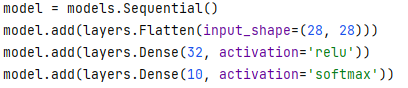 model = models.Sequential()
model.add(layers.Flatten(input_shape=(28, 28)))
model.add(layers.Dense(32, activation='relu'))
model.add(layers.Dense(10, activation='softmax'))